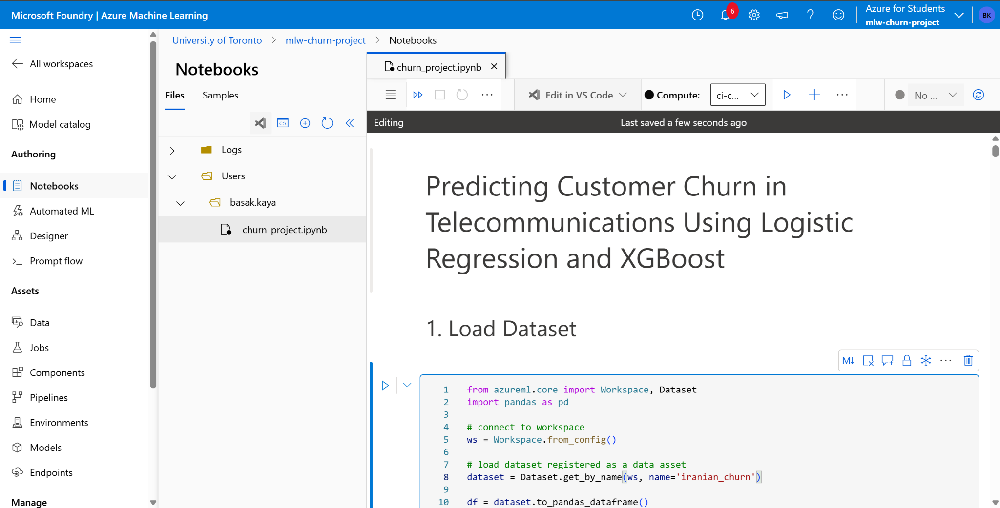 Microsoft Foundry | Azure Machine Learning
6
Azure for Students
mlw-churn-project
BK
All workspaces
Home
Model catalog
Authoring
Notebooks
Automated ML
Designer
Prompt flow
Assets
Data
Jobs
Components
Pipelines
Environments
Models
Endpoints
Manage
University of Toronto > mlw-churn-project > Notebooks
Notebooks
Files Samples
Logs
Users
basak.kaya
churn_project.ipynb
churn_project.ipynb
Edit in VS Code
Compute: ci-c...
No ...
Editing
Last saved a few seconds ago
Predicting Customer Churn in
Telecommunications Using Logistic
Regression and XGBoost
1. Load Dataset
M↓
1 from azureml.core import Workspace, Dataset
2 import pandas as pd
3
4 # connect to workspace
5 ws = Workspace.from_config()
6
7 # load dataset registered as a data asset
8 dataset = Dataset.get_by_name(ws, name='iranian_churn')
9
10 df = dataset.to_pandas_dataframe()